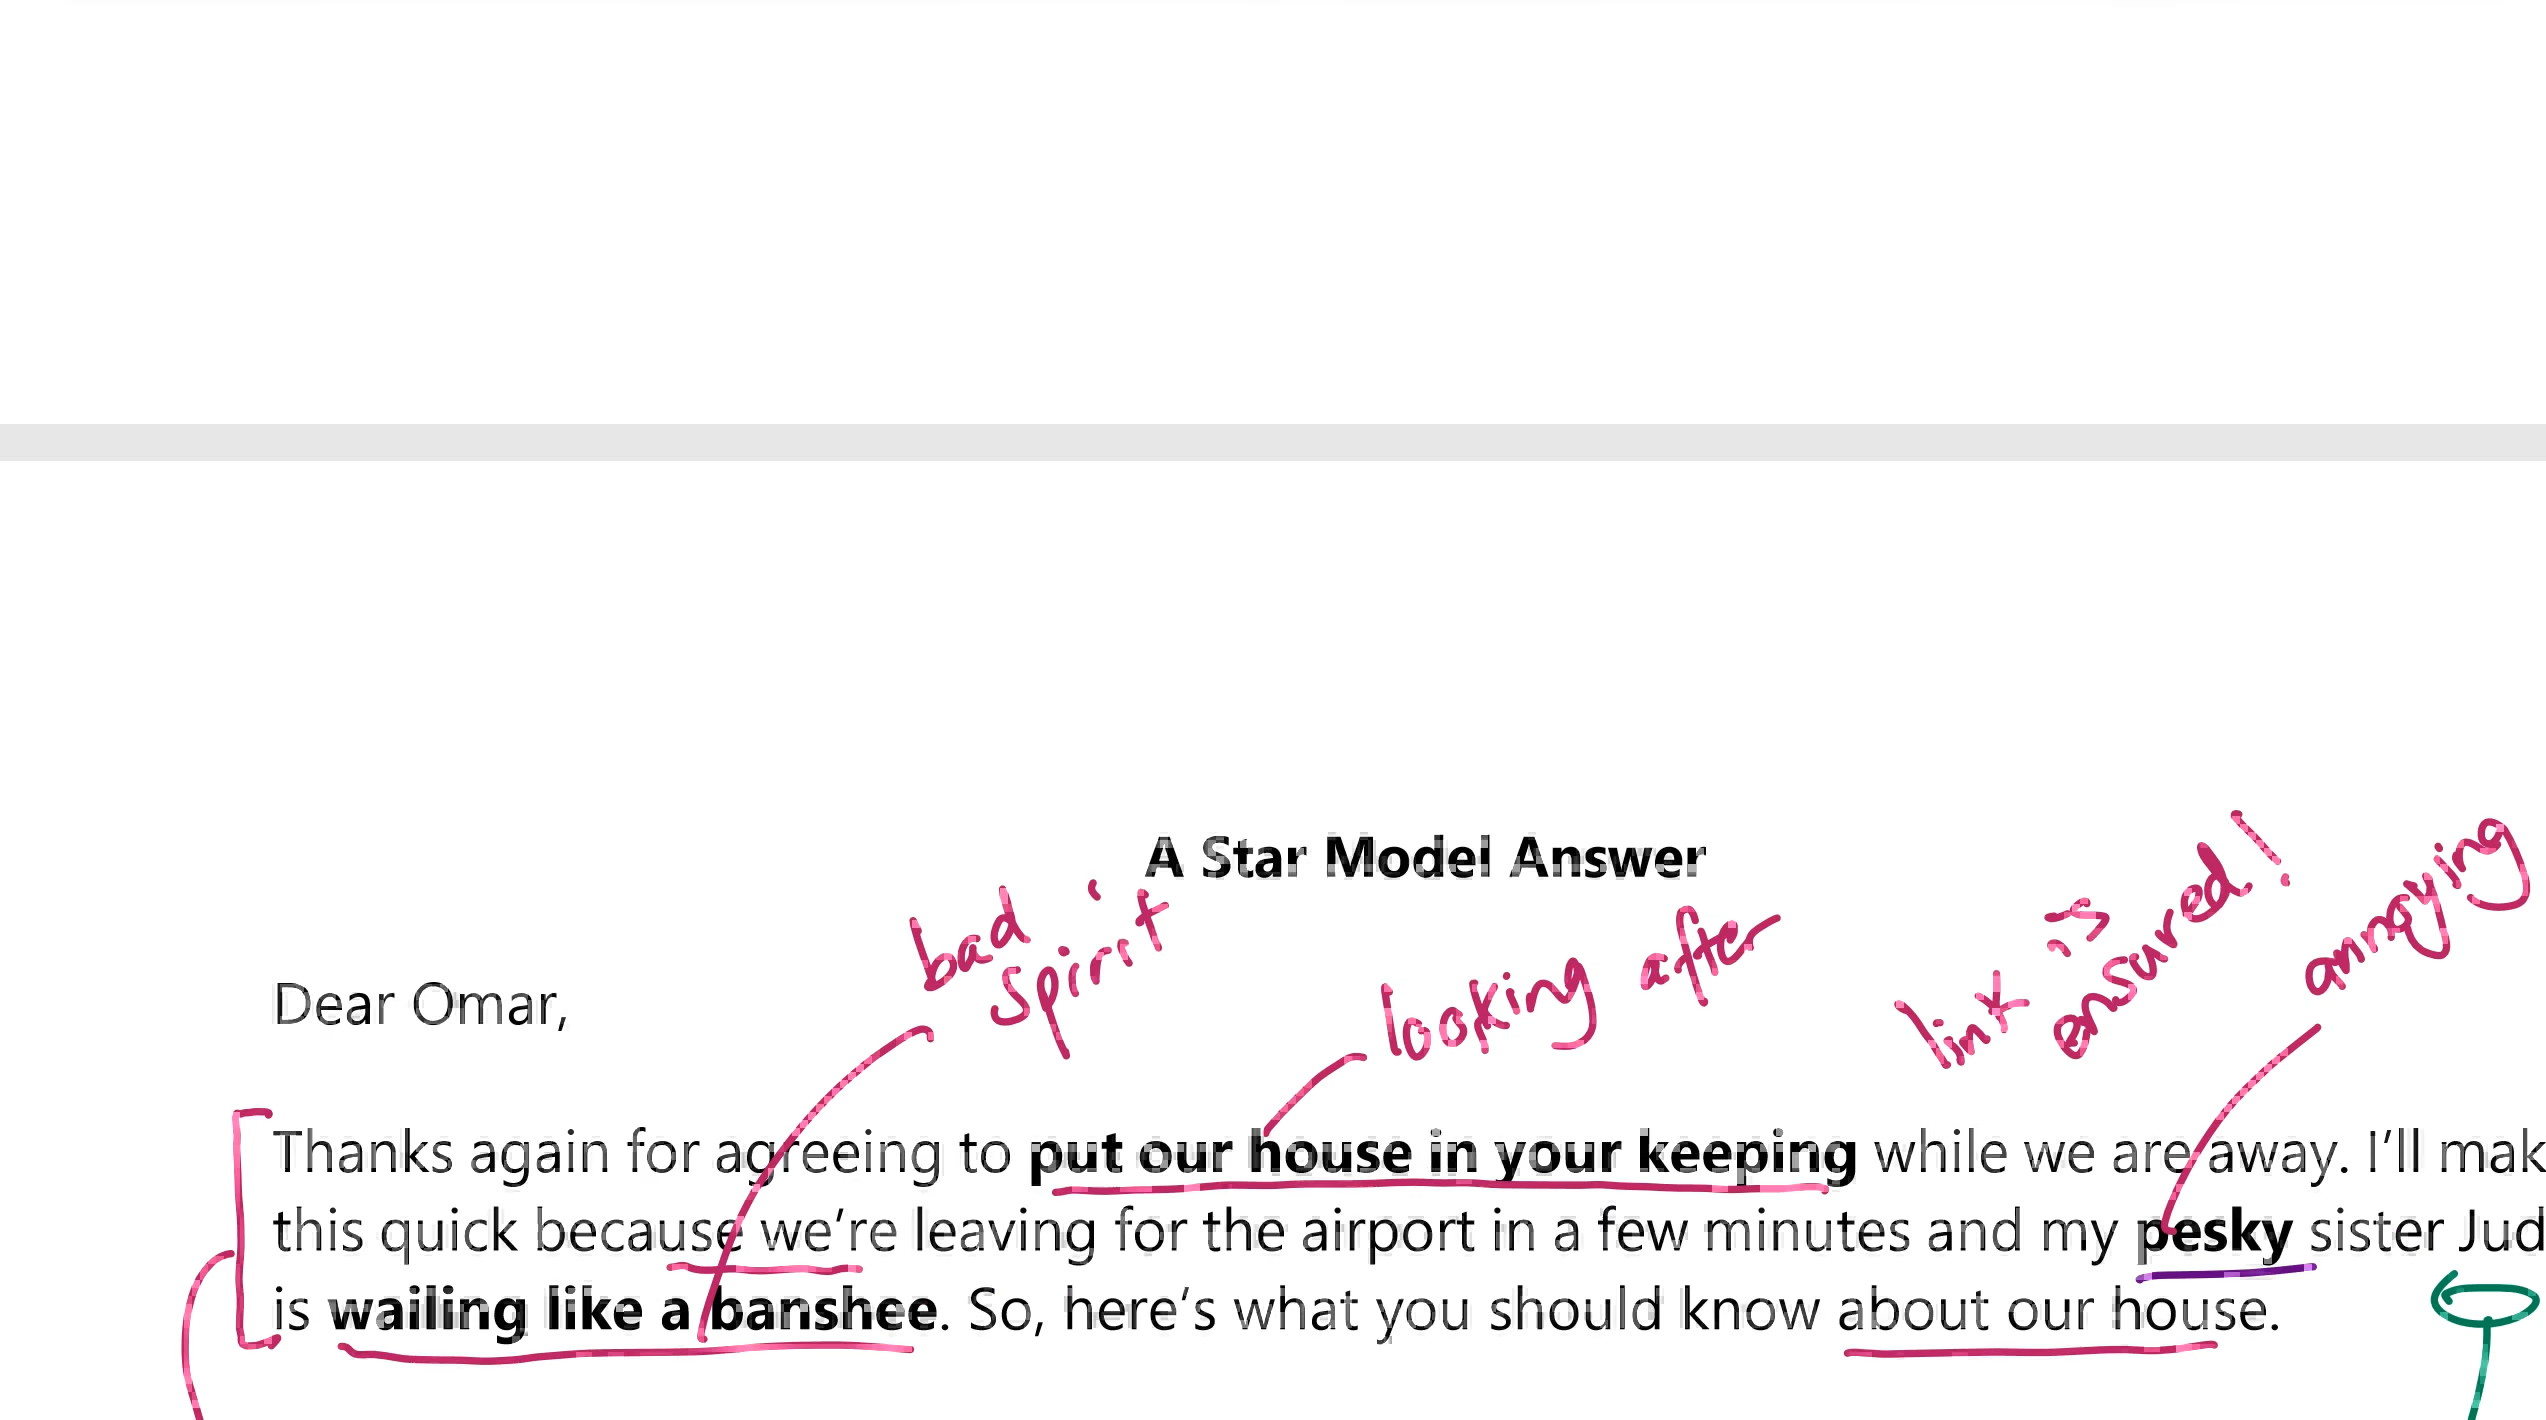 A Star Model Answer
bad spirit
looking after
link is ensured!
annoying
Dear Omar,
Thanks again for agreeing to put our house in your keeping while we are away. I'll mak
this quick because we're leaving for the airport in a few minutes and my pesky sister Jud
is wailing like a banshee. So, here's what you should know about our house.